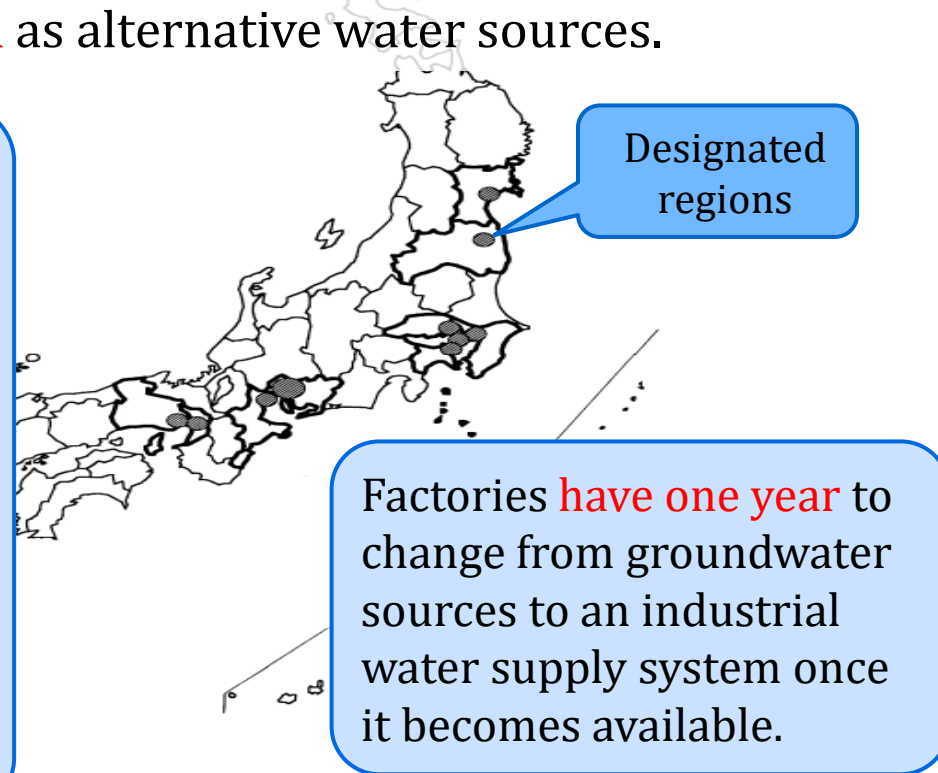 as alternative water sources.
Designated
regions
Factories have one year to
change from groundwater
sources to an industrial
water supply system once
it becomes available.